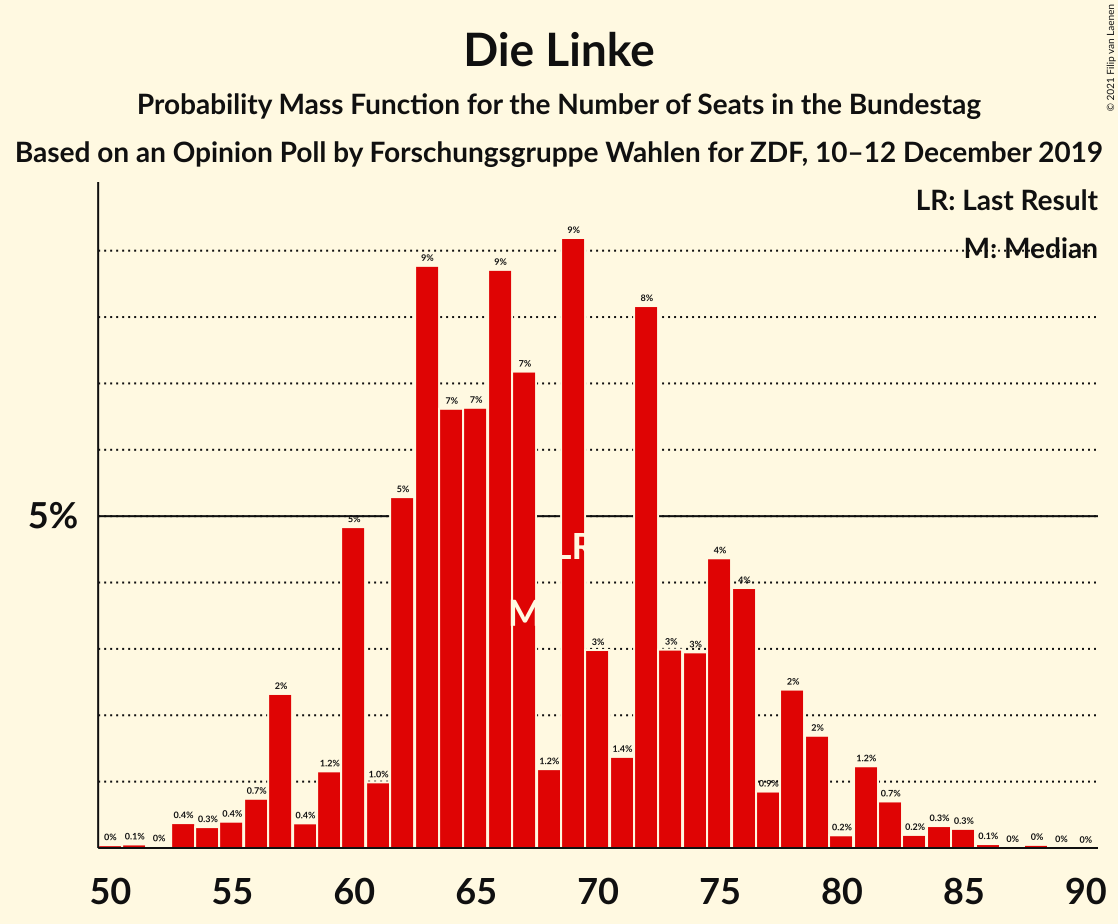 Die Linke
Probability Mass Function for the Number of Seats in the Bundestag
Based on an Opinion Poll by Forschungsgruppe Wahlen for ZDF, 10–12 December 2019
© 2021 Filip van Laenen
LR: Last Result
M: Median
5%
0% 0.1% 0% 0.4% 0.3% 0.4% 0.7% 2% 0.4% 1.2% 5% 1.0% 5% 9% 7% 7% 9% 7% 1.2% 9% 3% 1.4% 8% 3% 3% 4% 4% 0.9% 2% 2% 0.2% 1.2% 0.7% 0.2% 0.3% 0.3% 0.1% 0% 0% 0% 0%
LR
M
50 55 60 65 70 75 80 85 90